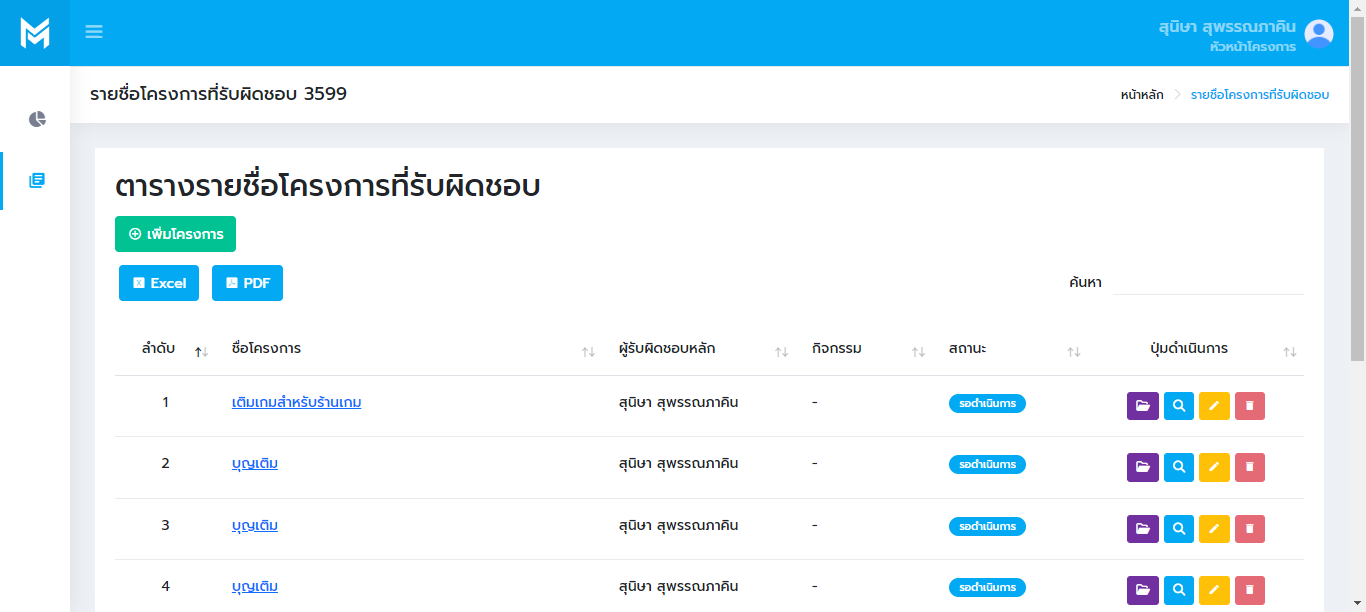 สุนิษา สุพรรณภาคิน
หัวหน้าโครงการ
รายชื่อโครงการที่รับผิดชอบ 3599
หน้าหลัก > รายชื่อโครงการที่รับผิดชอบ
ตารางรายชื่อโครงการที่รับผิดชอบ
เพิ่มโครงการ
Excel PDF ค้นหา
ลำดับ ชื่อโครงการ ผู้รับผิดชอบหลัก กิจกรรม สถานะ ปุ่มดำเนินการ
1 เติมเกมสำหรับร้านเกม สุนิษา สุพรรณภาคิน - รอดำเนินการ
2 บุญเติม สุนิษา สุพรรณภาคิน - รอดำเนินการ
3 บุญเติม สุนิษา สุพรรณภาคิน - รอดำเนินการ
4 บุญเติม สุนิษา สุพรรณภาคิน - รอดำเนินการ